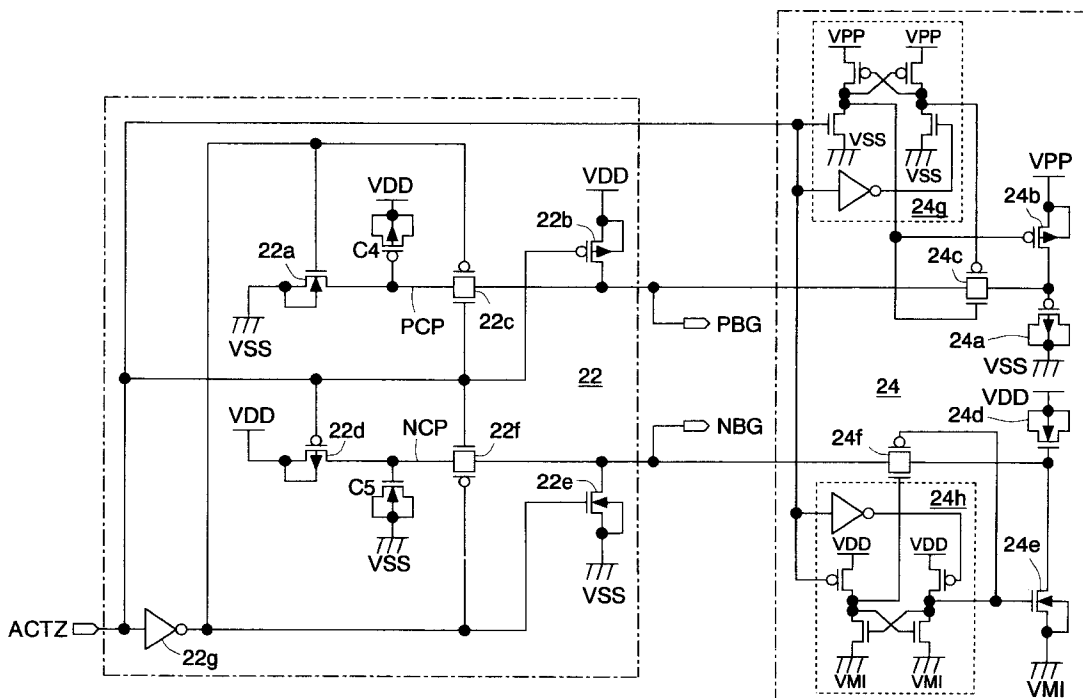 VPP VPP
VSS
VSS
24g
VPP
24b
24c
24a
VSS
VDD
22b
VDD
C4
22a
VSS
PCP
22c
PBG
22
24
VDD
22d
NCP
22f
NBG
C5
VSS
22e
VSS
VDD
24d
24f
24h
VDD VDD
24e
VMI VMI
VMI
ACTZ
22g